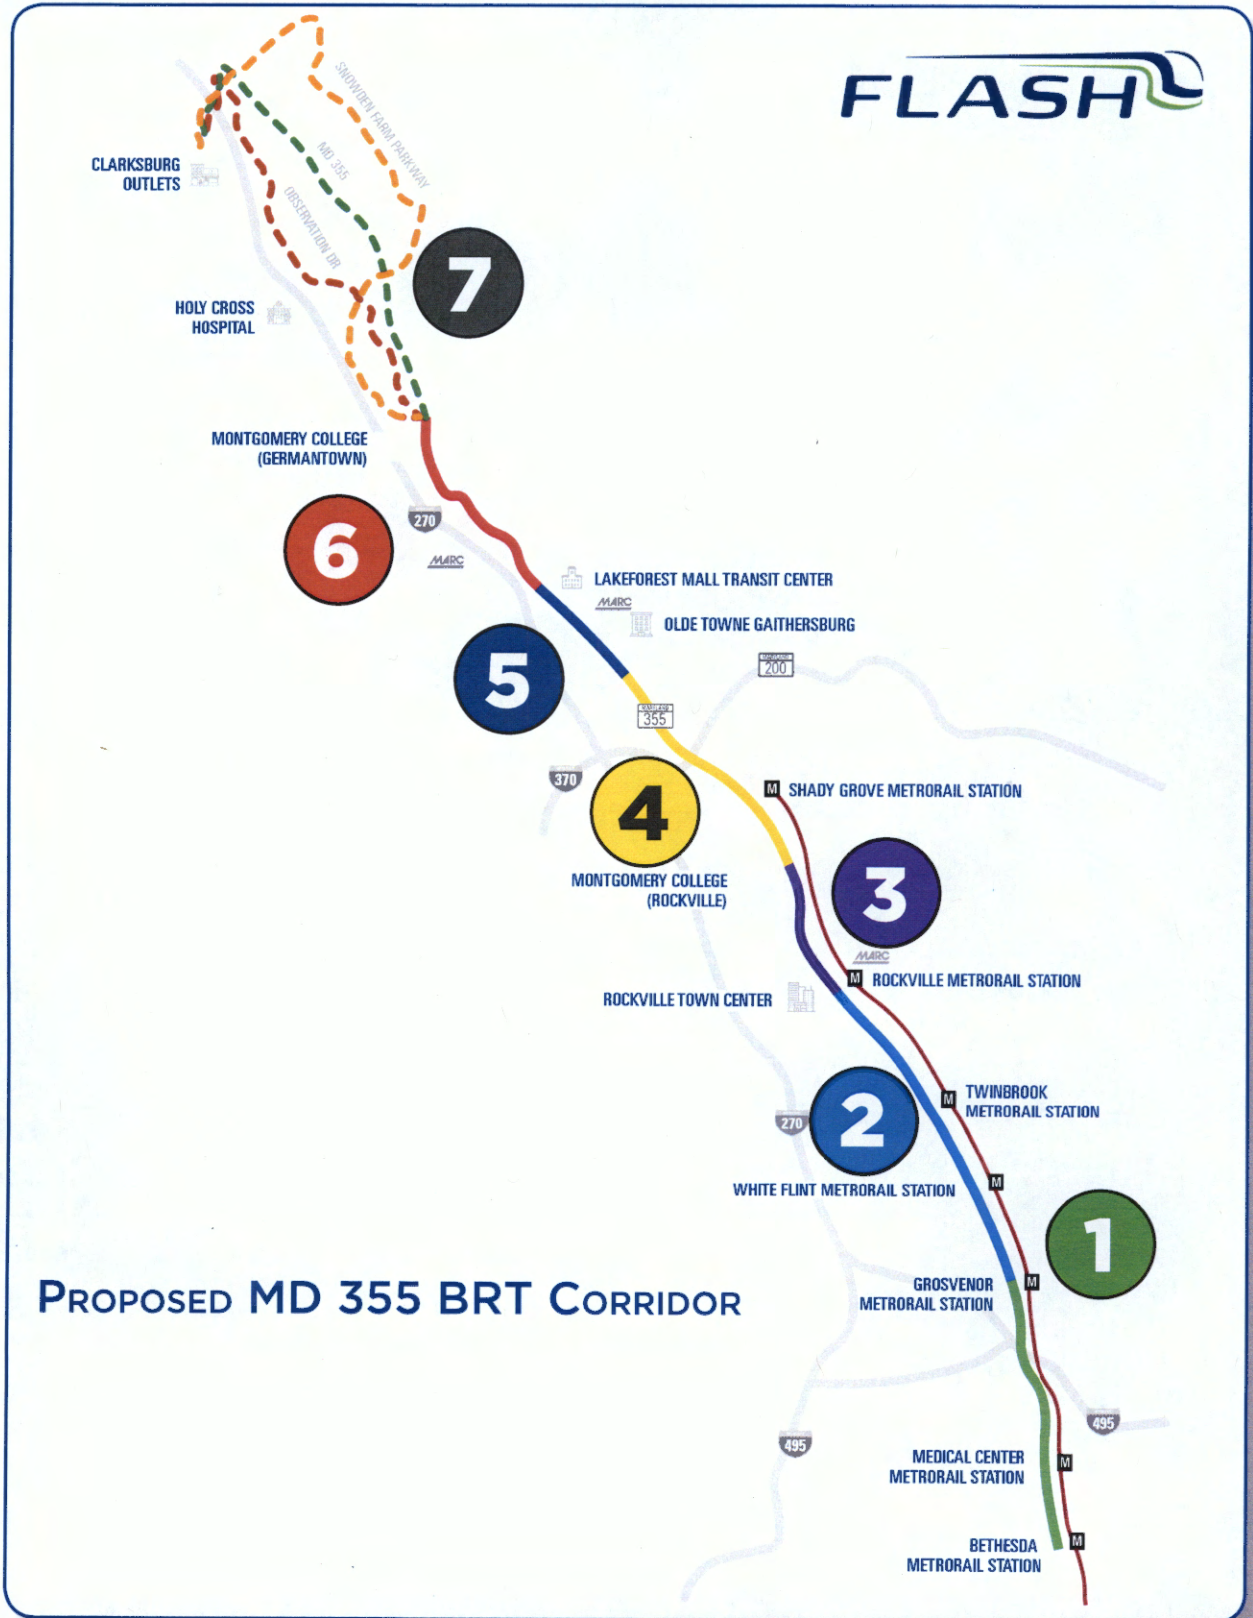 FLASH
SNOWDEN FARM PARKWAY
MD 355
OBSERVATION DR
CLARKSBURG
OUTLETS
7
HOLY CROSS
HOSPITAL
MONTGOMERY COLLEGE
(GERMANTOWN)
6
270
MARC
LAKEFOREST MALL TRANSIT CENTER
MARC
OLDE TOWNE GAITHERSBURG
5
MARYLAND
200
MARYLAND
355
370
4
SHADY GROVE METRORAIL STATION
MONTGOMERY COLLEGE
(ROCKVILLE)
3
MARC
M
ROCKVILLE METRORAIL STATION
ROCKVILLE TOWN CENTER
M
TWINBROOK
METRORAIL STATION
2
270
M
WHITE FLINT METRORAIL STATION
M
1
GROSVENOR
METRORAIL STATION
M
PROPOSED MD 355 BRT CORRIDOR
495
495
MEDICAL CENTER
METRORAIL STATION
M
BETHESDA
METRORAIL STATION
M